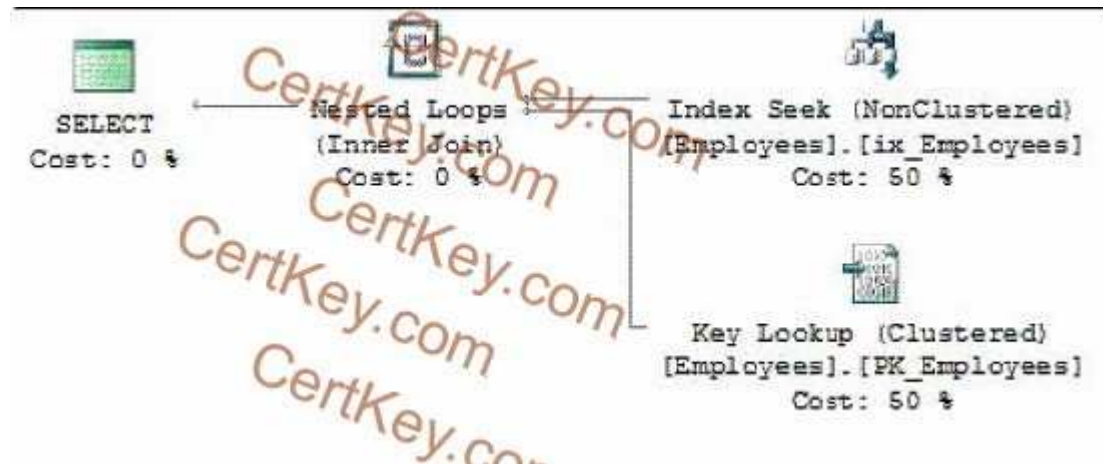 SELECT
Cost: 0 %
Nested Loops
(Inner Join)
Cost: 0 %
Index Seek (NonClustered)
[Employees].[ix_Employees]
Cost: 50 %
Key Lookup (Clustered)
[Employees].[PK_Employees]
Cost: 50 %
CertKey.com
CertKey.com
CertKey.com
CertKey.com
CertKey.co